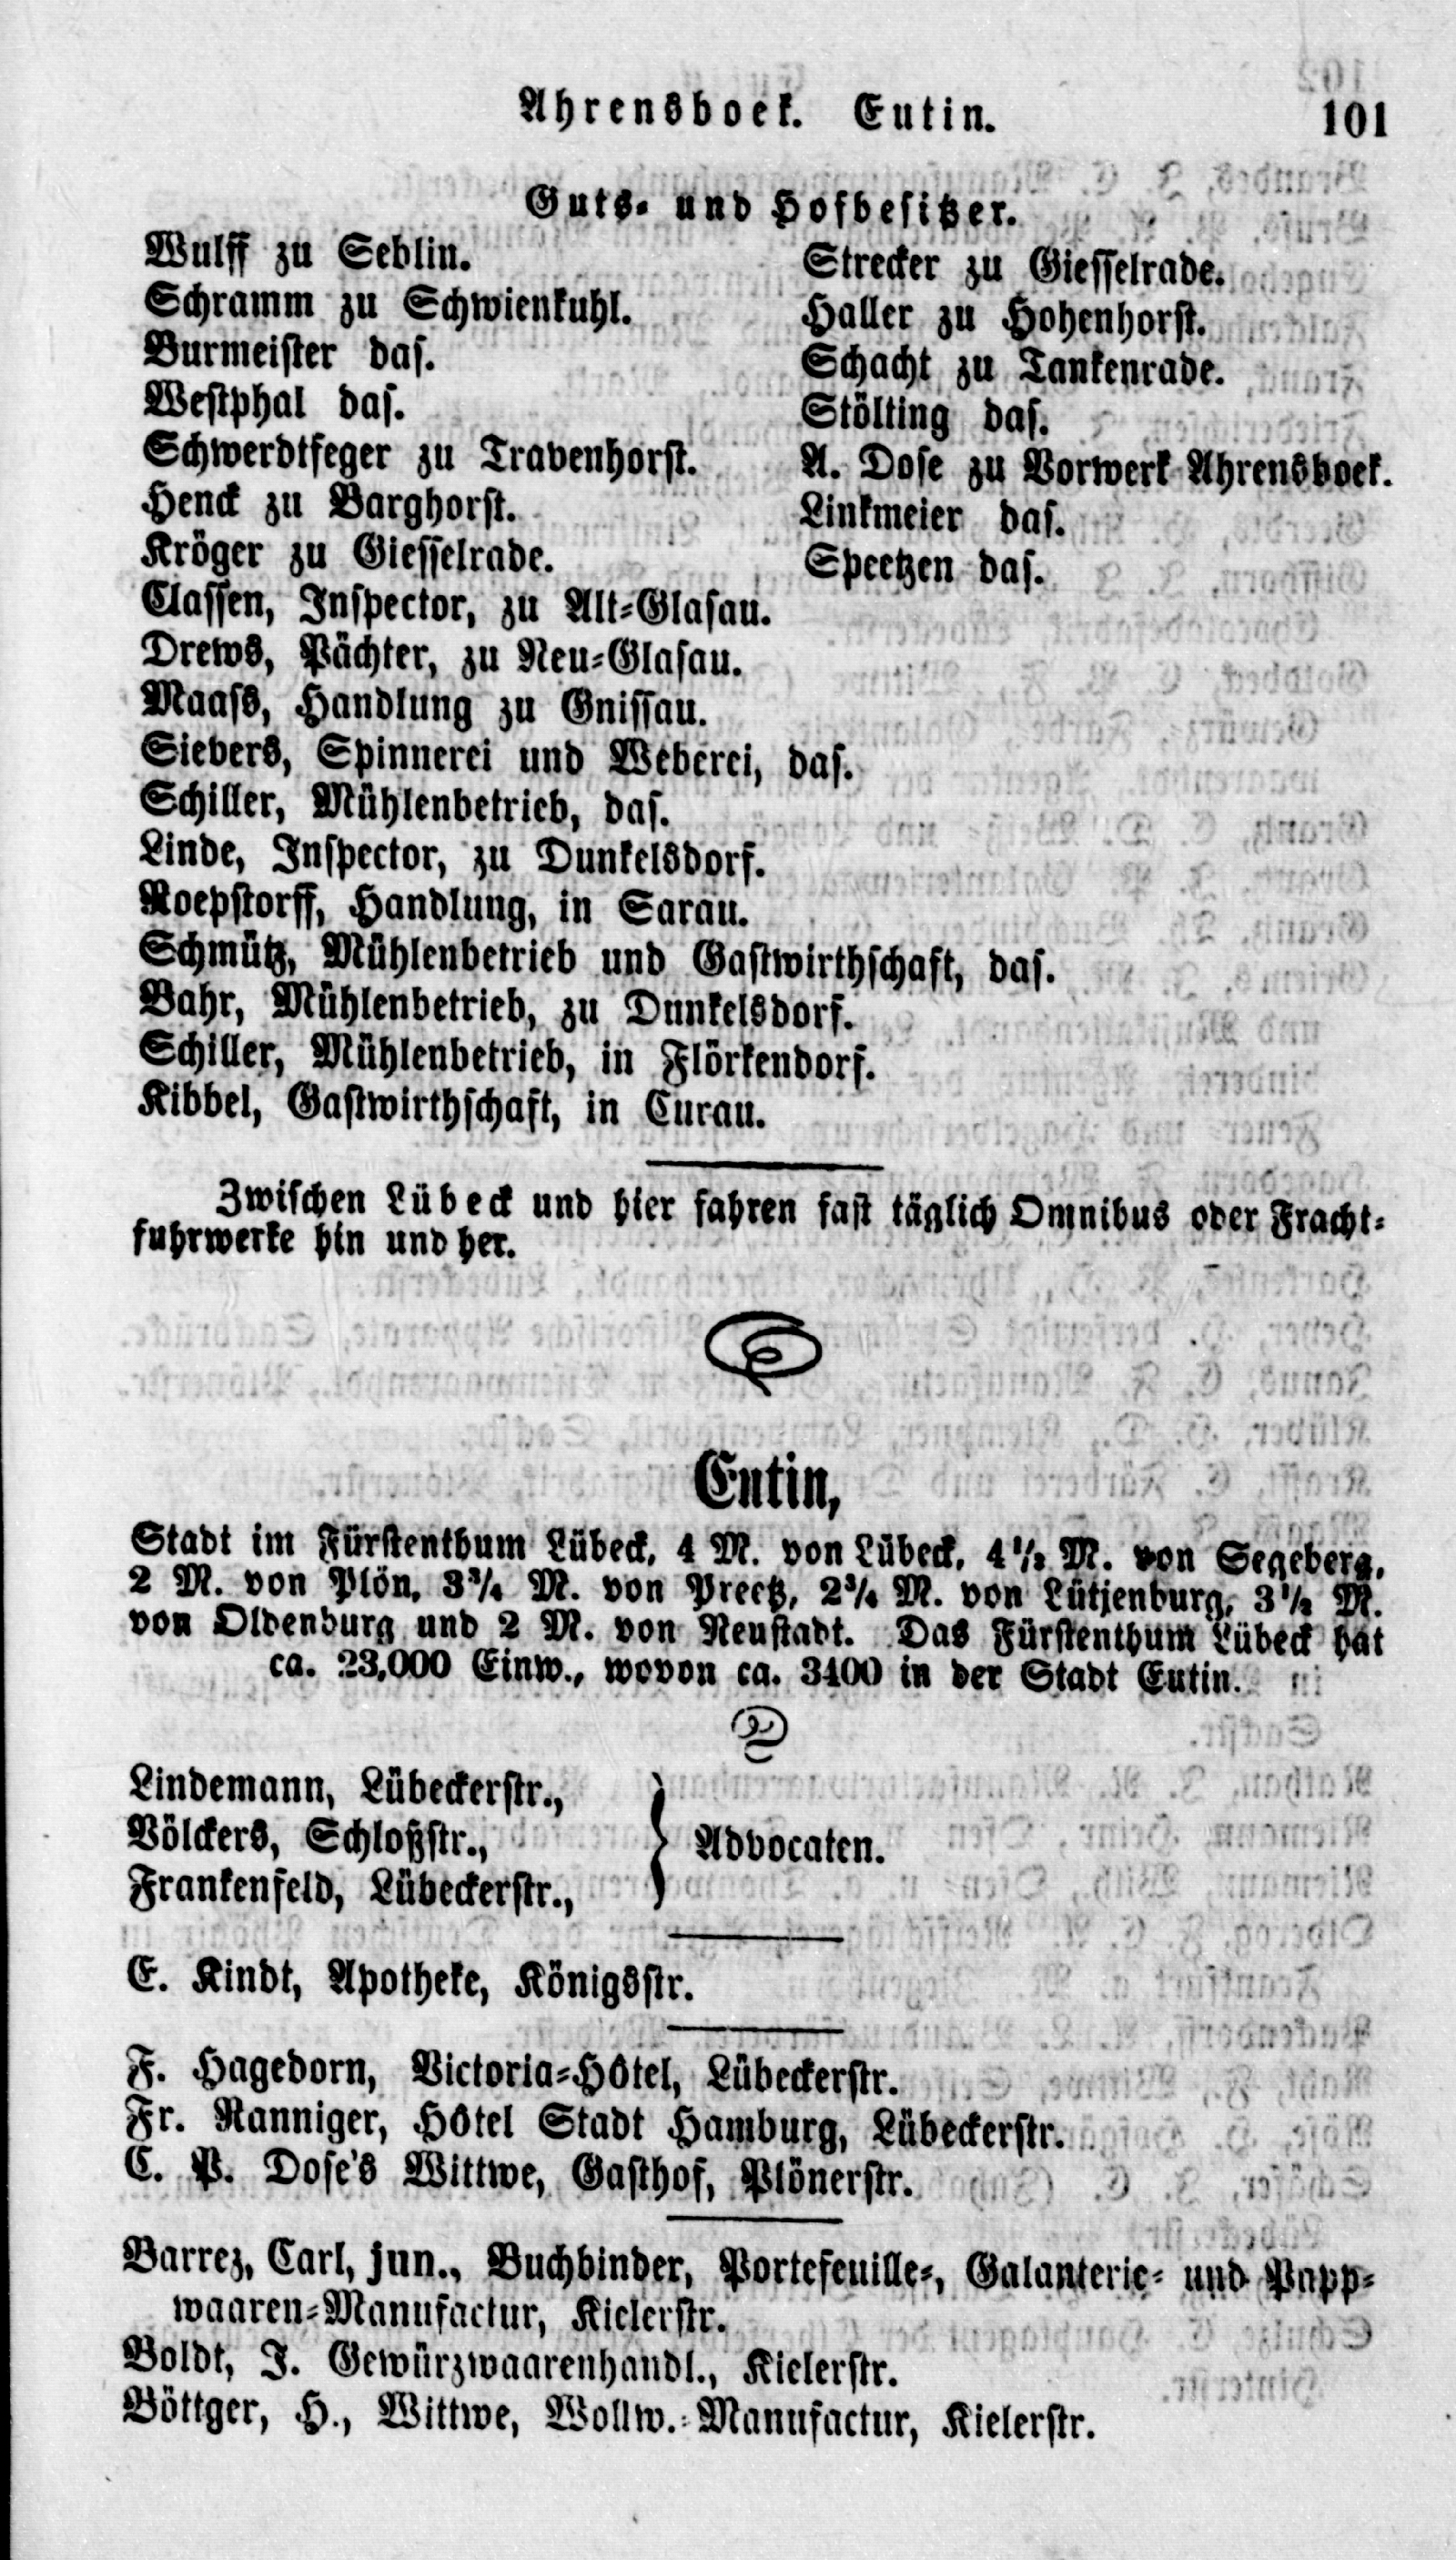 Ahrensboek. Eutin.
101
Guts- und Hofbesitzer.
Wulff zu Seblin.
Schramm zu Schwienkuhl.
Burmeister das.
Westphal das.
Schwerdtfeger zu Travenhorst.
Henck zu Barghorst.
Kröger zu Giesselrade.
Strecker zu Giesselrade.
Haller zu Hohenhorst.
Schacht zu Tankenrade.
Stölting das.
A. Dose zu Vorwerk Ahrensboek.
Linkmeier das.
Speetzen das.
Classen, Inspector, zu Alt-Glasau.
Drews, Pächter, zu Neu-Glasau.
Maass, Handlung zu Gnissau.
Sievers, Spinnerei und Weberei, das.
Schiller, Mühlenbetrieb, das.
Linde, Inspector, zu Dunkelsdorf.
Roepstorff, Handlung, in Sarau.
Schmütz, Mühlenbetrieb und Gastwirthschaft, das.
Bahr, Mühlenbetrieb, zu Dunkelsdorf.
Schiller, Mühlenbetrieb, in Flörkendorf.
Kibbel, Gastwirthschaft, in Curau.
Zwischen Lübeck und hier fahren fast täglich Omnibus oder Fracht-
fuhrwerke hin und her.
Eutin,
Stadt im Fürstenthum Lübeck, 4 M. von Lübeck, 4 1/2 M. von Segeberg,
2 M. von Plön, 3 3/4 M. von Preetz, 2 3/4 M. von Lütjenburg, 3 1/2 M.
von Oldenburg und 2 M. von Neustadt. Das Fürstenthum Lübeck hat
ca. 23,000 Einw., wovon ca. 3400 in der Stadt Eutin.
Lindemann, Lübeckerstr.,
Völckers, Schloßstr.,
Frankenfeld, Lübeckerstr.,
Advocaten.
E. Kindt, Apotheke, Königsstr.
F. Hagedorn, Victoria-Hôtel, Lübeckerstr.
Fr. Ranniger, Hôtel Stadt Hamburg, Lübeckerstr.
C. P. Dose's Wittwe, Gasthof, Plönerstr.
Barrez, Carl, jun., Buchbinder, Portefeuille-, Galanterie- und Papp-
waaren-Manufactur, Kielerstr.
Boldt, J. Gewürzwaarenhandl., Kielerstr.
Böttger, H., Wittwe, Wollw.-Manufactur, Kielerstr.